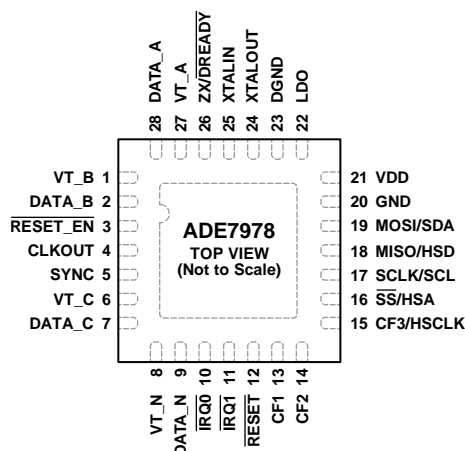 28 DATA_A
27 VT_A
26 ZX/DREADY
25 XTALIN
24 XTALOUT
23 DGND
22 LDO
VT_B 1
DATA_B 2
RESET_EN 3
CLKOUT 4
SYNC 5
VT_C 6
DATA_C 7
ADE7978
TOP VIEW
(Not to Scale)
21 VDD
20 GND
19 MOSI/SDA
18 MISO/HSD
17 SCLK/SCL
16 SS/HSA
15 CF3/HSCLK
VT_N 8
DATA_N 9
IRQ0 10
IRQ1 11
RESET 12
CF1 13
CF2 14